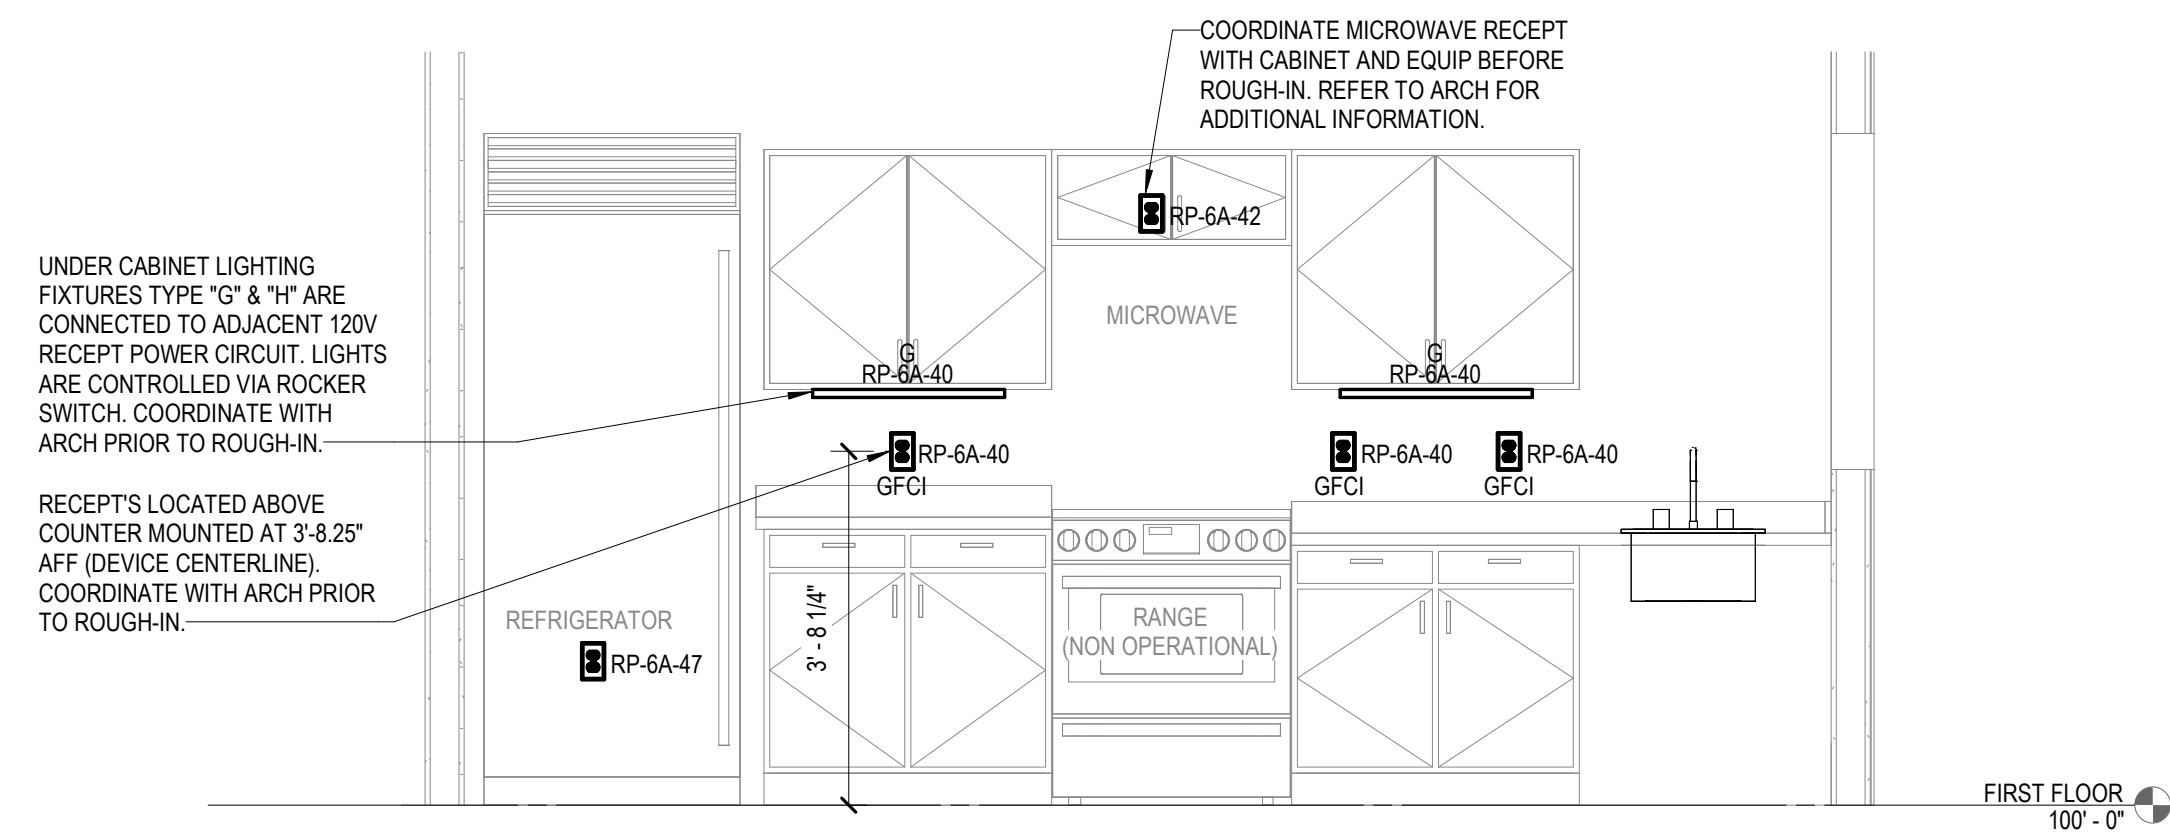 COORDINATE MICROWAVE RECEPT
WITH CABINET AND EQUIP BEFORE
ROUGH-IN. REFER TO ARCH FOR
ADDITIONAL INFORMATION.
RP-6A-42
UNDER CABINET LIGHTING
FIXTURES TYPE "G" & "H" ARE
CONNECTED TO ADJACENT 120V
RECEPT POWER CIRCUIT. LIGHTS
ARE CONTROLLED VIA ROCKER
SWITCH. COORDINATE WITH
ARCH PRIOR TO ROUGH-IN.
MICROWAVE
G
RP-6A-40
G
RP-6A-40
RP-6A-40
GFCI
RP-6A-40
GFCI
RP-6A-40
GFCI
RECEPT'S LOCATED ABOVE
COUNTER MOUNTED AT 3'-8.25"
AFF (DEVICE CENTERLINE).
COORDINATE WITH ARCH PRIOR
TO ROUGH-IN.
REFRIGERATOR
RP-6A-47
3' - 8 1/4"
RANGE
(NON OPERATIONAL)
FIRST FLOOR
100' - 0"